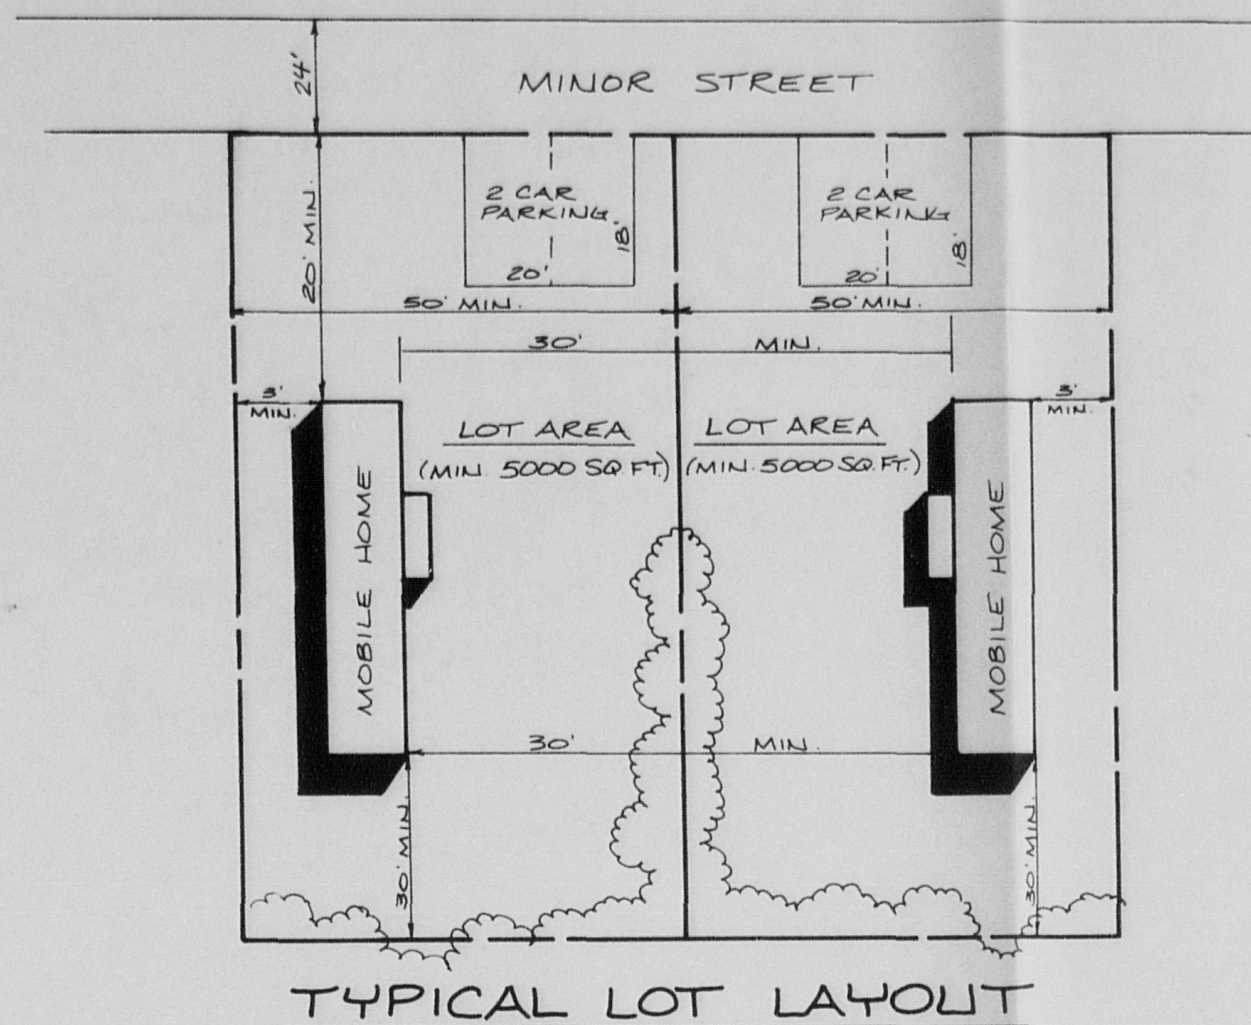 24'
MINOR STREET
2 CAR
PARKING
18'
20'
2 CAR
PARKING
18'
20'
20' MIN.
50' MIN.
50' MIN.
30' MIN.
3'
MIN.
3'
MIN.
LOT AREA
(MIN. 5000 SQ. FT.)
LOT AREA
(MIN. 5000 SQ. FT.)
MOBILE HOME
MOBILE HOME
30' MIN.
30' MIN.
30' MIN.
TYPICAL LOT LAYOUT